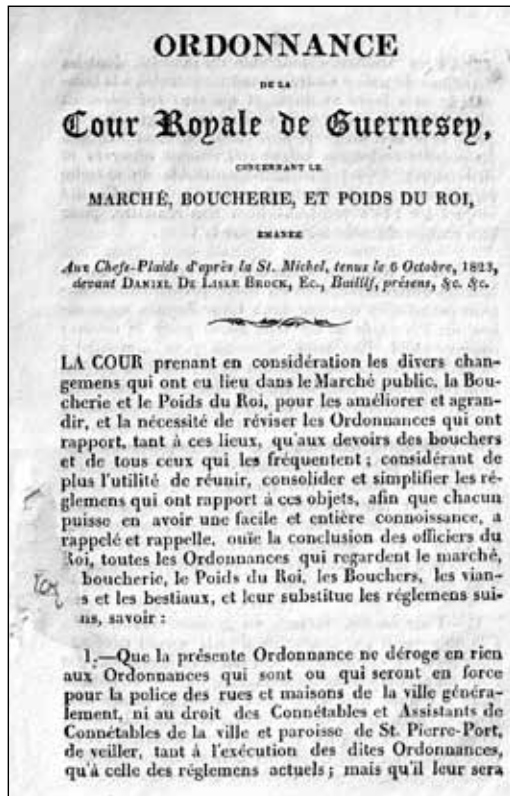 ORDONNANCE
DE LA
Cour Royale de Guernesey,
CONCERNANT LE
MARCHÉ, BOUCHERIE, ET POIDS DU ROI,
EMANÉE
Aux Chefs-Plaids d'après la St. Michel, tenus le 6 Octobre, 1823,
devant DANIEL DE LISLE BROCK, Ec., Baillif, présens, &c. &c.
LA COUR prenant en considération les divers chan-
gemens qui ont eu lieu dans le Marché public, la Bou-
cherie et le Poids du Roi, pour les améliorer et agran-
dir, et la nécessité de réviser les Ordonnances qui ont
rapport, tant à ces lieux, qu'aux devoirs des bouchers
et de tous ceux qui les fréquentent; considérant de
plus l'utilité de réunir, consolider et simplifier les ré-
glemens qui ont rapport à ces objets, afin que chacun
puisse en avoir une facile et entière connoissance, a
rappelé et rappelle, ouïe la conclusion des officiers du
Roi, toutes les Ordonnances qui regardent le marché,
boucherie, le Poids du Roi, les Bouchers, les vian-
s et les bestiaux, et leur substitue les réglemens sui-
ns, savoir :
1.—Que la présente Ordonnance ne déroge en rien
aux Ordonnances qui sont ou qui seront en force
pour la police des rues et maisons de la ville généra-
lement, ni au droit des Connétables et Assistants de
Connétables de la ville et paroisse de St. Pierre-Port,
de veiller, tant à l'exécution des dites Ordonnances,
qu'à celle des réglemens actuels; mais qu'il leur sera